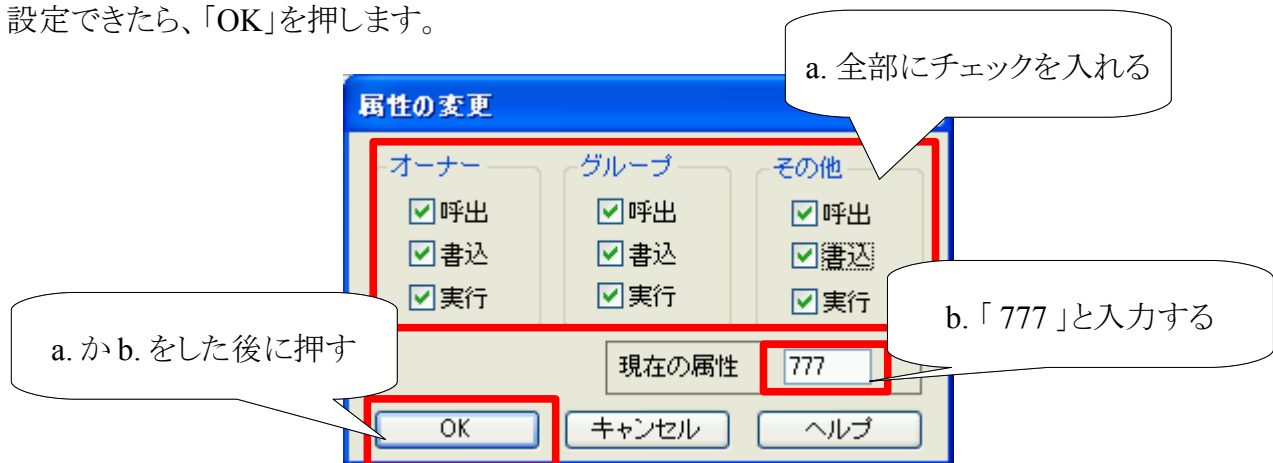 設定できたら、「OK」を押します。
a. 全部にチェックを入れる
属性の変更
オーナー グループ その他
呼出 呼出 呼出
書込 書込 書込
実行 実行 実行
b.「 777 」と入力する
a. か b. をした後に押す
現在の属性 777
OK キャンセル ヘルプ